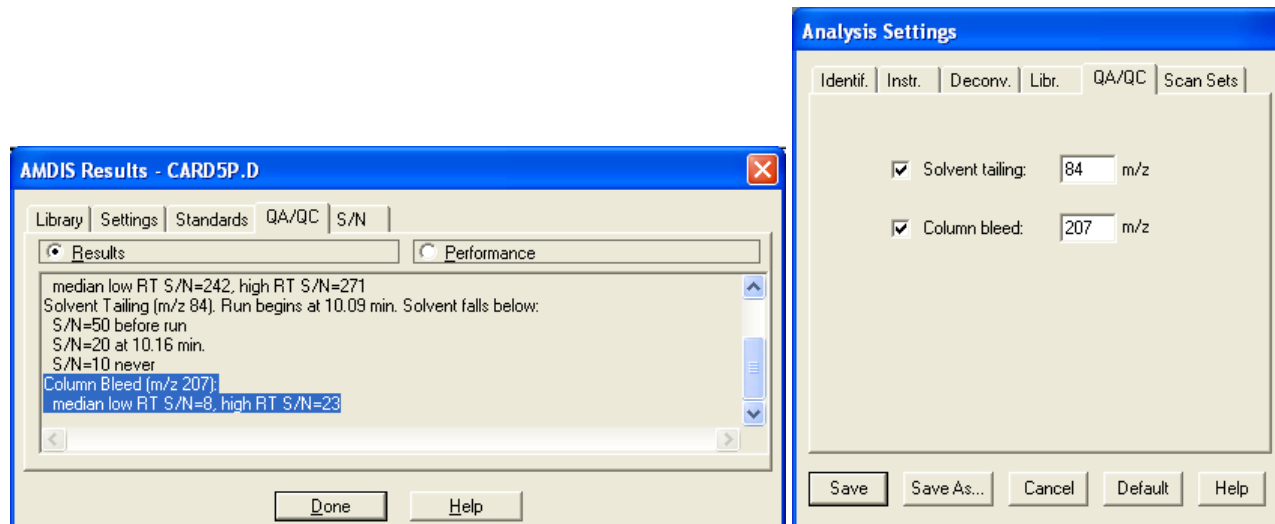 AMDIS Results - CARD5P.D
Library Settings Standards QA/QC S/N
Results Performance
median low RT S/N=242, high RT S/N=271
Solvent Tailing (m/z 84). Run begins at 10.09 min. Solvent falls below:
S/N=50 before run
S/N=20 at 10.16 min.
S/N=10 never
Column Bleed (m/z 207):
median low RT S/N=8, high RT S/N=23
Done Help
Analysis Settings
Identif. Instr. Deconv. Libr. QA/QC Scan Sets
Solvent tailing: 84 m/z
Column bleed: 207 m/z
Save Save As... Cancel Default Help